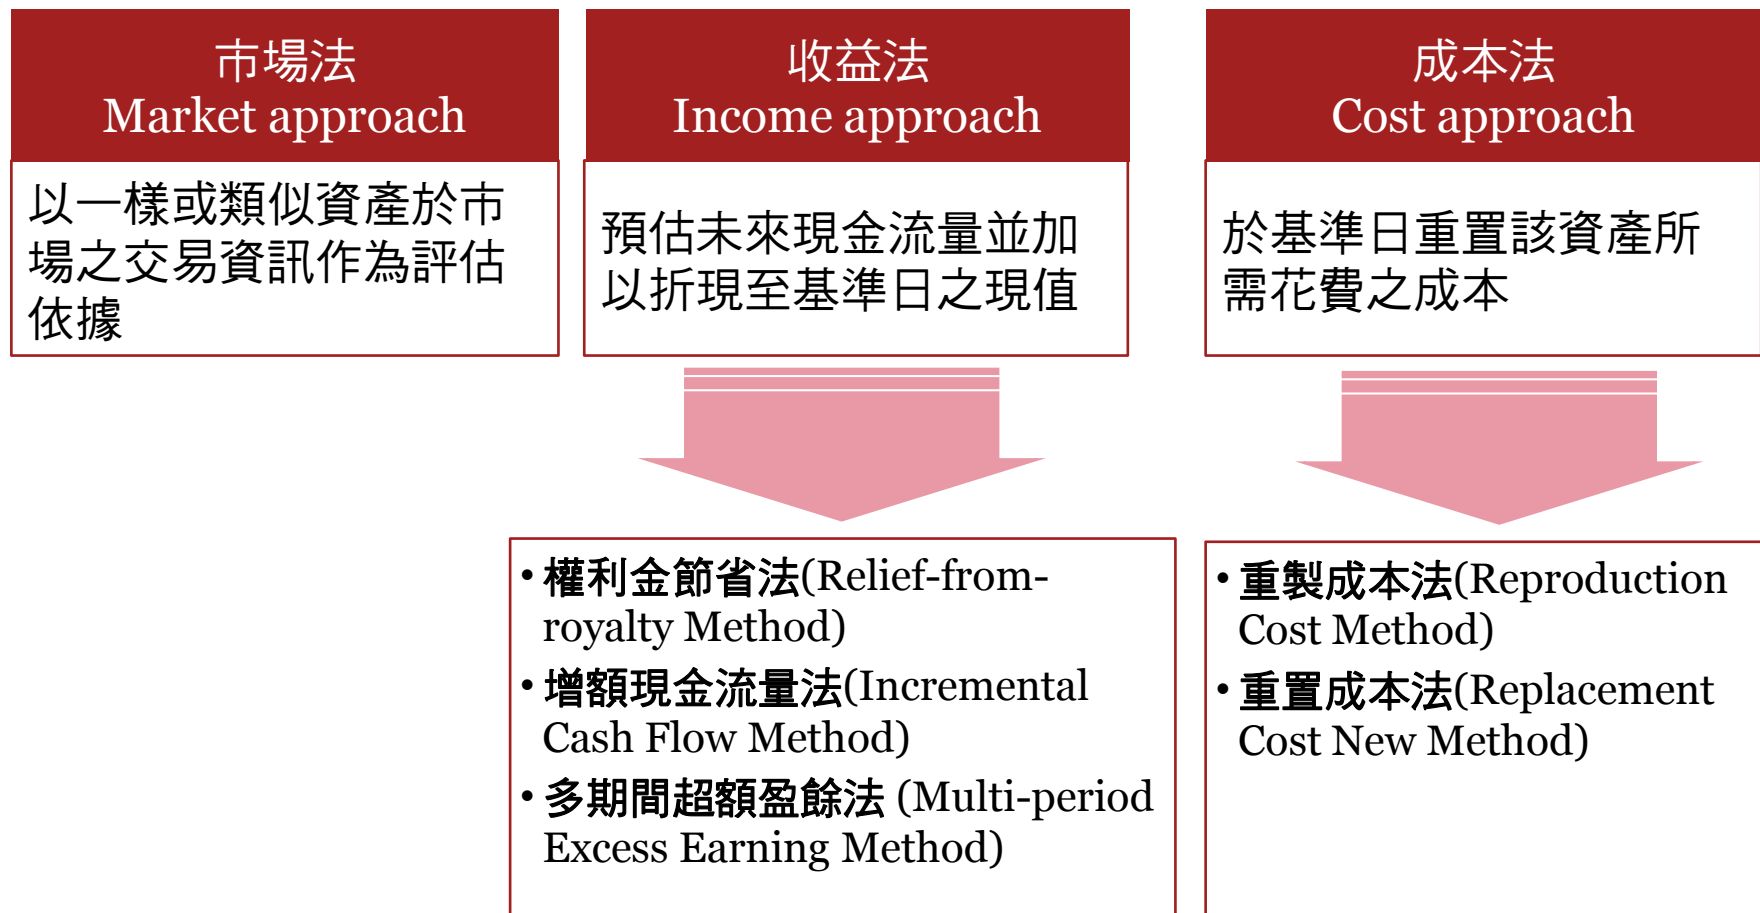 市場法
Market approach
以一樣或類似資產於市
場之交易資訊作為評估
依據
收益法
Income approach
預估未來現金流量並加
以折現至基準日之現值
成本法
Cost approach
於基準日重置該資產所
需花費之成本
•權利金節省法(Relief-from-
royalty Method)
•增額現金流量法(Incremental
Cash Flow Method)
•多期間超額盈餘法 (Multi-period
Excess Earning Method)
•重製成本法(Reproduction
Cost Method)
•重置成本法(Replacement
Cost New Method)